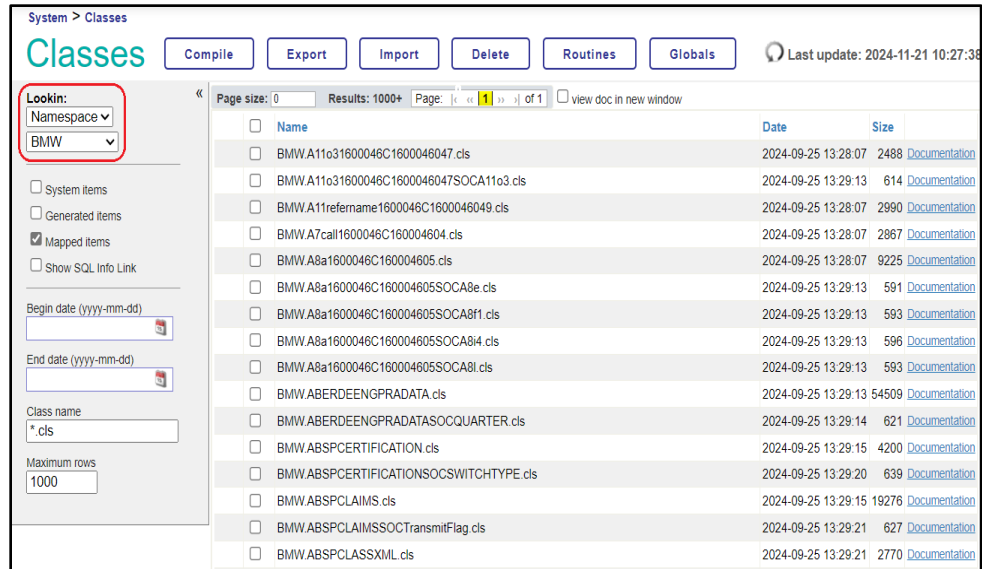 System > Classes
Classes Compile Export Import Delete Routines Globals Last update: 2024-11-21 10:27:38
Lookin:
Namespace
BMW
System items
Generated items
Mapped items
Show SQL Info Link
Begin date (yyyy-mm-dd)
End date (yyyy-mm-dd)
Class name
*.cls
Maximum rows
1000
« Page size: 0 Results: 1000+ Page: |‹ ‹‹ 1 ›› ›| of 1 view doc in new window
Name Date Size
BMW.A11o31600046C1600046047.cls 2024-09-25 13:28:07 2488 Documentation
BMW.A11o31600046C1600046047SOCA11o3.cls 2024-09-25 13:29:13 614 Documentation
BMW.A11refername1600046C1600046049.cls 2024-09-25 13:28:07 2990 Documentation
BMW.A7call1600046C160004604.cls 2024-09-25 13:28:07 2867 Documentation
BMW.A8a1600046C160004605.cls 2024-09-25 13:28:07 9225 Documentation
BMW.A8a1600046C160004605SOCA8e.cls 2024-09-25 13:29:13 591 Documentation
BMW.A8a1600046C160004605SOCA8f1.cls 2024-09-25 13:29:13 593 Documentation
BMW.A8a1600046C160004605SOCA8i4.cls 2024-09-25 13:29:13 596 Documentation
BMW.A8a1600046C160004605SOCA8l.cls 2024-09-25 13:29:13 593 Documentation
BMW.ABERDEENGPRADATA.cls 2024-09-25 13:29:13 54509 Documentation
BMW.ABERDEENGPRADATASOCQUARTER.cls 2024-09-25 13:29:14 621 Documentation
BMW.ABSPCERTIFICATION.cls 2024-09-25 13:29:15 4200 Documentation
BMW.ABSPCERTIFICATIONSOCSWITCHTYPE.cls 2024-09-25 13:29:20 639 Documentation
BMW.ABSPCLAIMS.cls 2024-09-25 13:29:15 19276 Documentation
BMW.ABSPCLAIMSSOCTransmitFlag.cls 2024-09-25 13:29:21 627 Documentation
BMW.ABSPCLASSXML.cls 2024-09-25 13:29:21 2770 Documentation